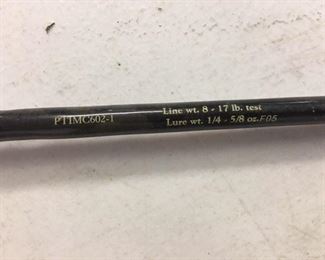 PTIMC602-1
Line wt. 8 - 17 lb. test
Lure wt. 1/4 - 5/8 oz. F05